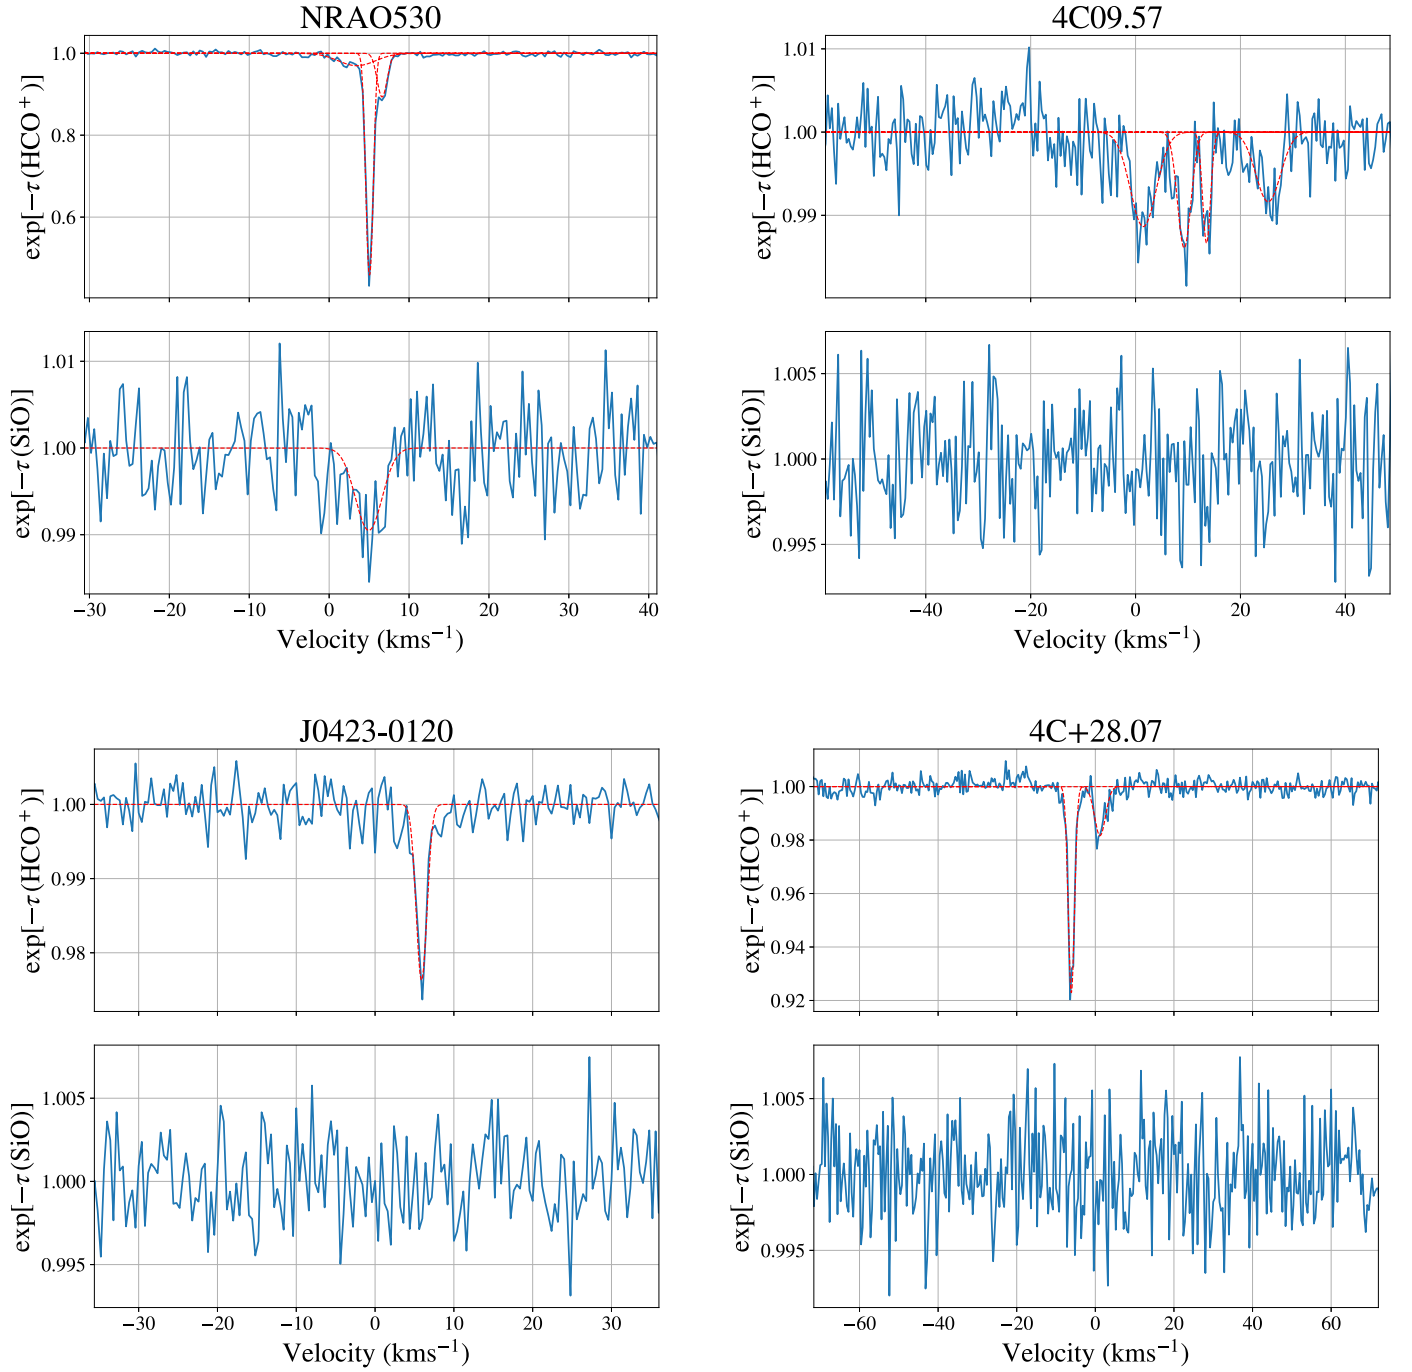 NRAO530
1.0
0.8
0.6
exp[−τ(HCO⁺)]
1.01
1.00
0.99
exp[−τ(SiO)]
−30 −20 −10 0 10 20 30 40
Velocity (kms⁻¹)
4C09.57
1.01
1.00
0.99
exp[−τ(HCO⁺)]
1.005
1.000
0.995
exp[−τ(SiO)]
−40 −20 0 20 40
Velocity (kms⁻¹)
J0423-0120
1.00
0.99
0.98
exp[−τ(HCO⁺)]
1.005
1.000
0.995
exp[−τ(SiO)]
−30 −20 −10 0 10 20 30
Velocity (kms⁻¹)
4C+28.07
1.00
0.98
0.96
0.94
0.92
exp[−τ(HCO⁺)]
1.005
1.000
0.995
exp[−τ(SiO)]
−60 −40 −20 0 20 40 60
Velocity (kms⁻¹)